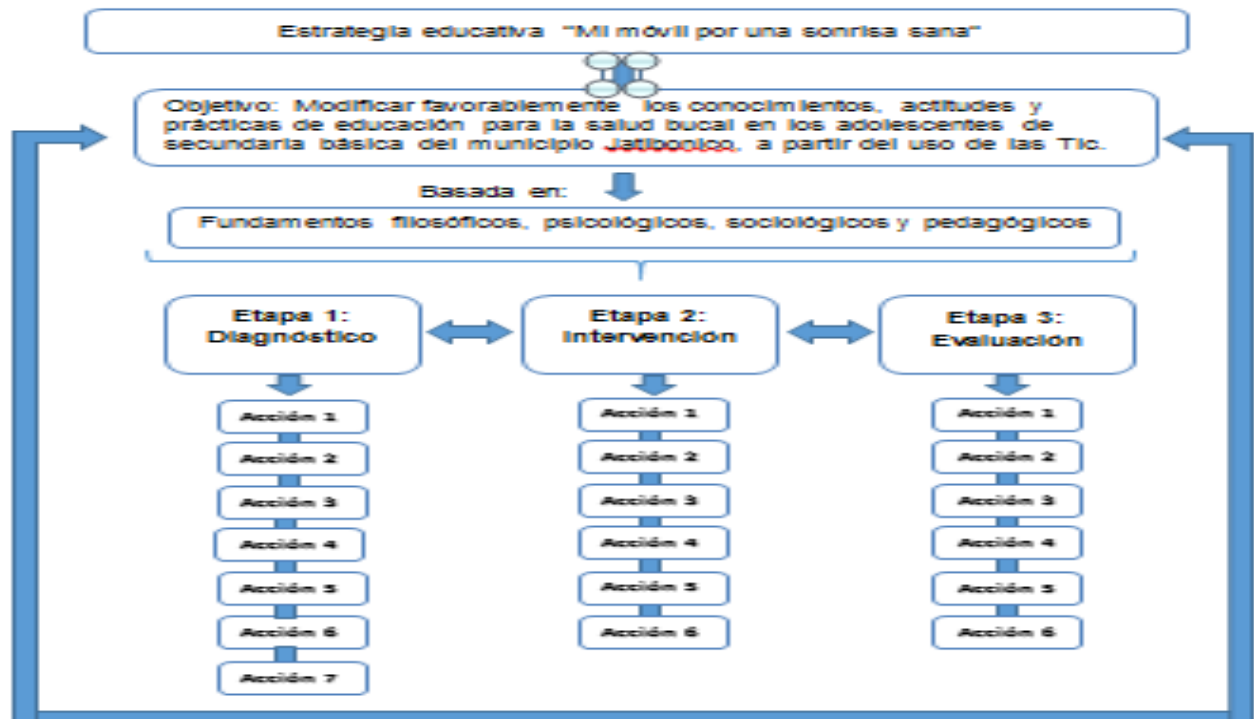 Estrategia educativa "Mi móvil por una sonrisa sana"
Objetivo: Modificar favorablemente los conocimientos, actitudes y
prácticas de educación para la salud bucal en los adolescentes de
secundaria básica del municipio Jatibonico, a partir del uso de las Tic.
Basada en:
Fundamentos filosóficos, psicológicos, sociológicos y pedagógicos
Etapa 1:
Diagnóstico
Etapa 2:
Intervención
Etapa 3:
Evaluación
Acción 1
Acción 2
Acción 3
Acción 4
Acción 5
Acción 6
Acción 7
Acción 1
Acción 2
Acción 3
Acción 4
Acción 5
Acción 6
Acción 1
Acción 2
Acción 3
Acción 4
Acción 5
Acción 6